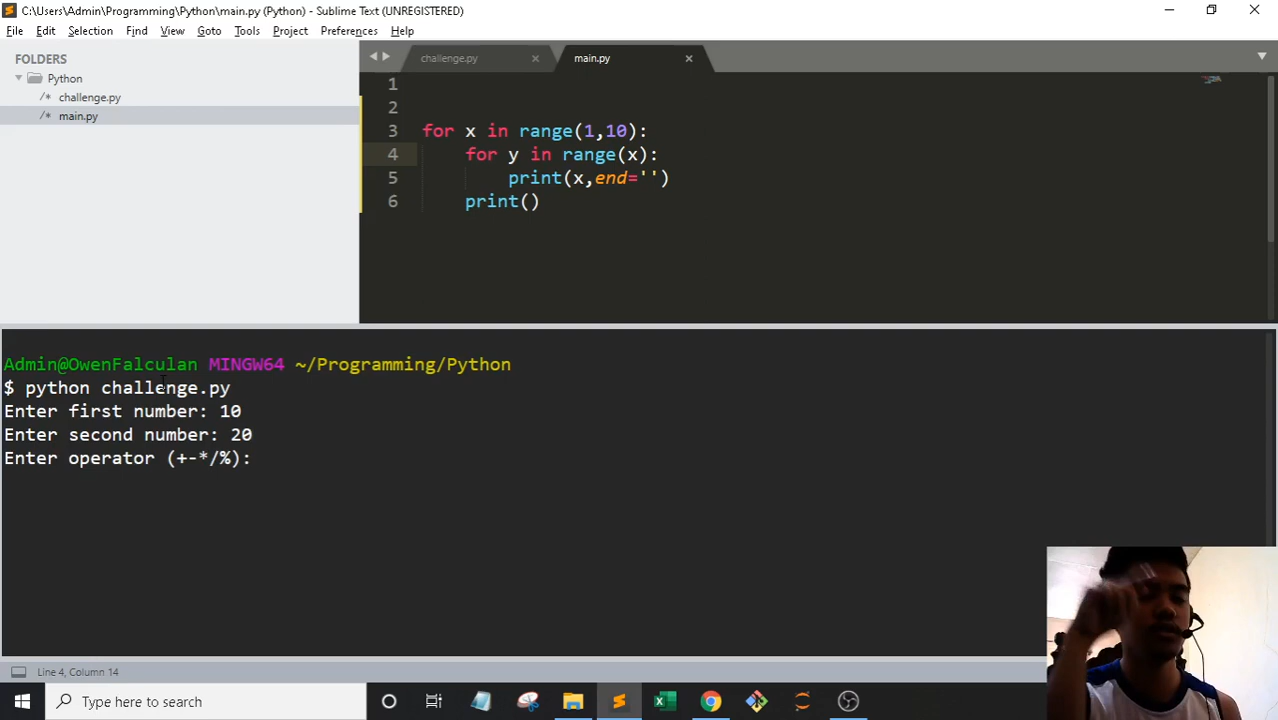 C:\Users\Admin\Programming\Python\main.py (Python) - Sublime Text (UNREGISTERED)
File Edit Selection Find View Goto Tools Project Preferences Help
FOLDERS
Python
/* challenge.py
/* main.py
challenge.py × main.py ×
1
2
3 for x in range(1,10):
4 for y in range(x):
5 print(x,end='')
6 print()
Admin@OwenFalculan MINGW64 ~/Programming/Python
$ python challenge.py
Enter first number: 10
Enter second number: 20
Enter operator (+-*/%):
Line 4, Column 14
Type here to search